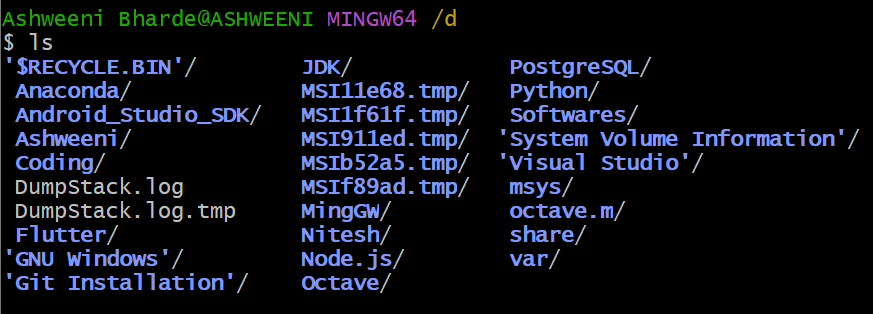 Ashweeni Bharde@ASHWEENI MINGW64 /d
$ ls
'$RECYCLE.BIN'/ JDK/ PostgreSQL/
Anaconda/ MSI11e68.tmp/ Python/
Android_Studio_SDK/ MSI1f61f.tmp/ Softwares/
Ashweeni/ MSI911ed.tmp/ 'System Volume Information'/
Coding/ MSIb52a5.tmp/ 'Visual Studio'/
DumpStack.log MSIf89ad.tmp/ msys/
DumpStack.log.tmp MingGW/ octave.m/
Flutter/ Nitesh/ share/
'GNU Windows'/ Node.js/ var/
'Git Installation'/ Octave/